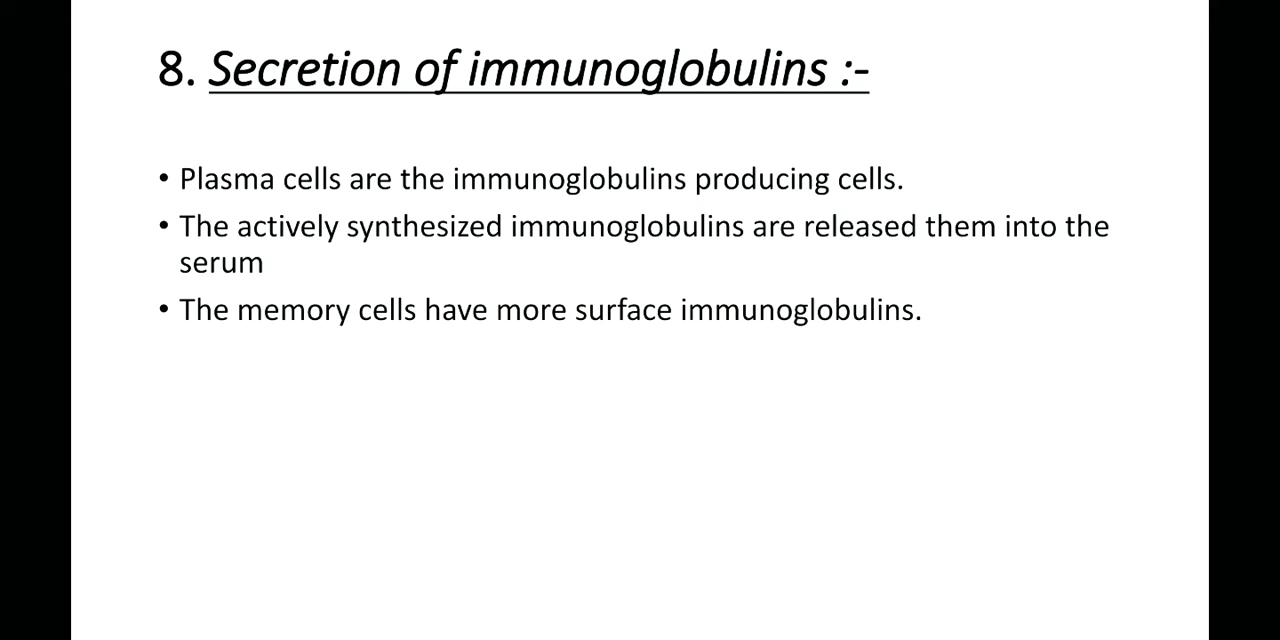 8. Secretion of immunoglobulins :-
• Plasma cells are the immunoglobulins producing cells.
• The actively synthesized immunoglobulins are released them into the
serum
• The memory cells have more surface immunoglobulins.